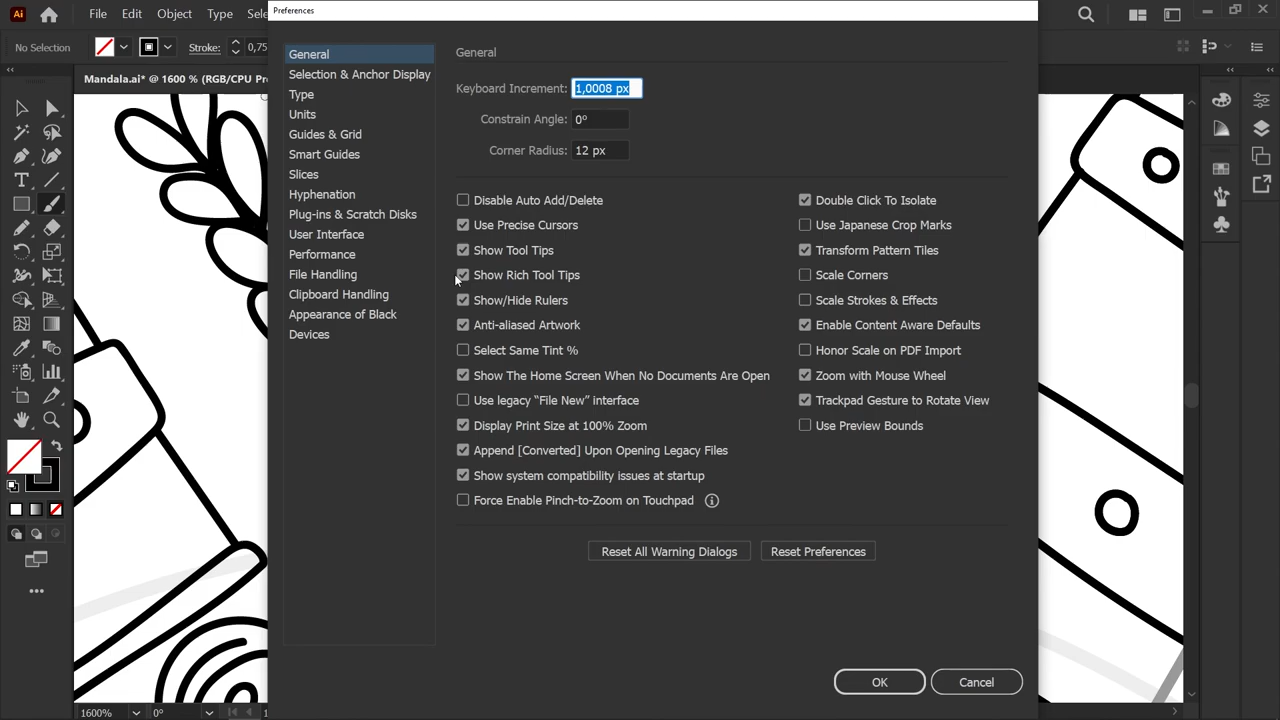 Preferences
Ai File Edit Object Type Sele
No Selection Stroke: 0,75
Mandala.ai* @ 1600 % (RGB/CPU Pre
General
Selection & Anchor Display
Type
Units
Guides & Grid
Smart Guides
Slices
Hyphenation
Plug-ins & Scratch Disks
User Interface
Performance
File Handling
Clipboard Handling
Appearance of Black
Devices
General
Keyboard Increment: 1,0008 px
Constrain Angle: 0°
Corner Radius: 12 px
Disable Auto Add/Delete
Use Precise Cursors
Show Tool Tips
Show Rich Tool Tips
Show/Hide Rulers
Anti-aliased Artwork
Select Same Tint %
Show The Home Screen When No Documents Are Open
Use legacy “File New” interface
Display Print Size at 100% Zoom
Append [Converted] Upon Opening Legacy Files
Show system compatibility issues at startup
Force Enable Pinch-to-Zoom on Touchpad
Double Click To Isolate
Use Japanese Crop Marks
Transform Pattern Tiles
Scale Corners
Scale Strokes & Effects
Enable Content Aware Defaults
Honor Scale on PDF Import
Zoom with Mouse Wheel
Trackpad Gesture to Rotate View
Use Preview Bounds
Reset All Warning Dialogs Reset Preferences
OK Cancel
1600% 0° 1